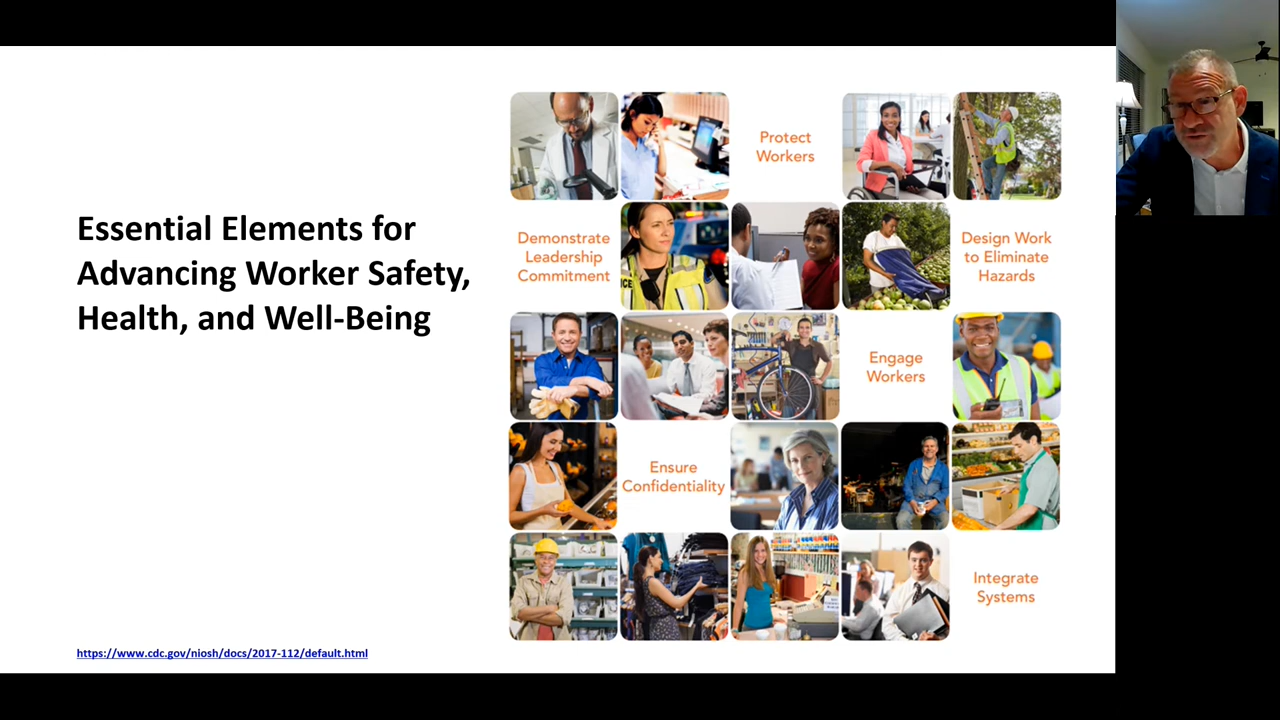 Essential Elements for
Advancing Worker Safety,
Health, and Well-Being
Protect
Workers
Demonstrate
Leadership
Commitment
Design Work
to Eliminate
Hazards
Engage
Workers
Ensure
Confidentiality
Integrate
Systems
https://www.cdc.gov/niosh/docs/2017-112/default.html